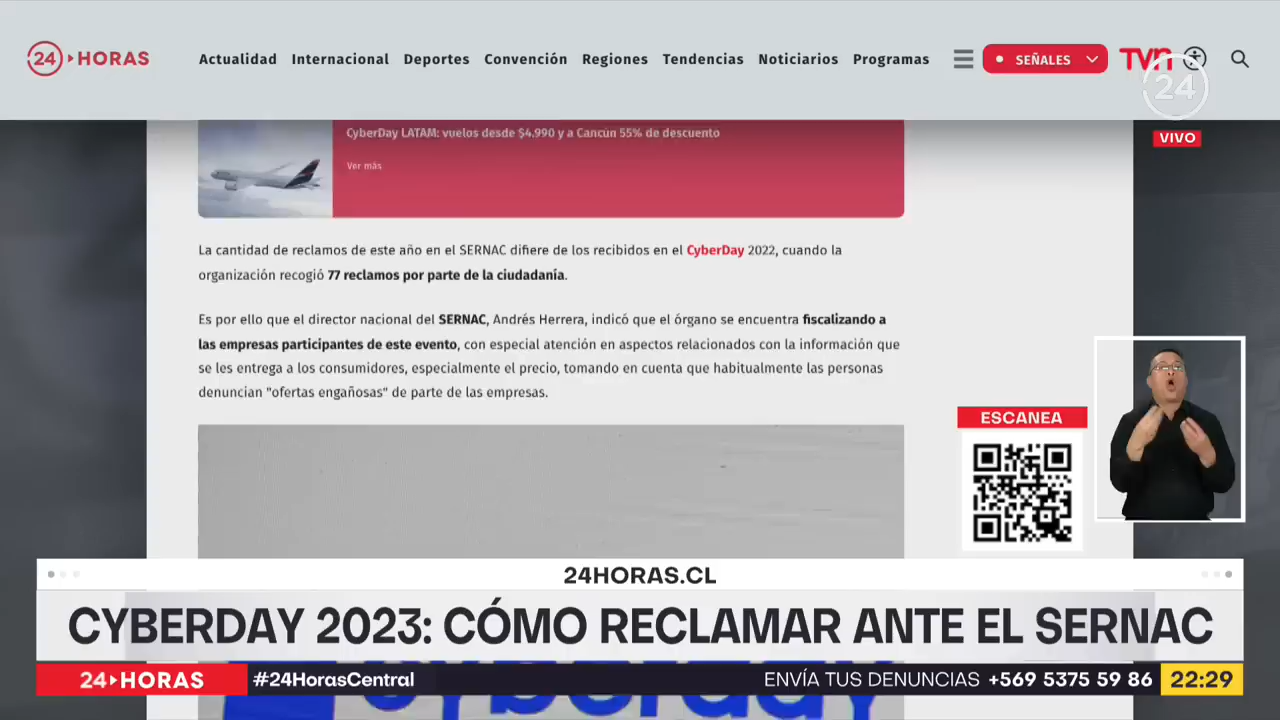 24 HORAS
Actualidad Internacional Deportes Convención Regiones Tendencias Noticiarios Programas
SEÑALES
TVN
24
VIVO
CyberDay LATAM: vuelos desde $4.990 y a Cancún 55% de descuento
Ver más
La cantidad de reclamos de este año en el SERNAC difiere de los recibidos en el CyberDay 2022, cuando la
organización recogió 77 reclamos por parte de la ciudadanía.
Es por ello que el director nacional del SERNAC, Andrés Herrera, indicó que el órgano se encuentra fiscalizando a
las empresas participantes de este evento, con especial atención en aspectos relacionados con la información que
se les entrega a los consumidores, especialmente el precio, tomando en cuenta que habitualmente las personas
denuncian "ofertas engañosas" de parte de las empresas.
ESCANEA
24HORAS.CL
CYBERDAY 2023: CÓMO RECLAMAR ANTE EL SERNAC
24 HORAS
#24HorasCentral
ENVÍA TUS DENUNCIAS +569 5375 59 86
22:29
cyberday